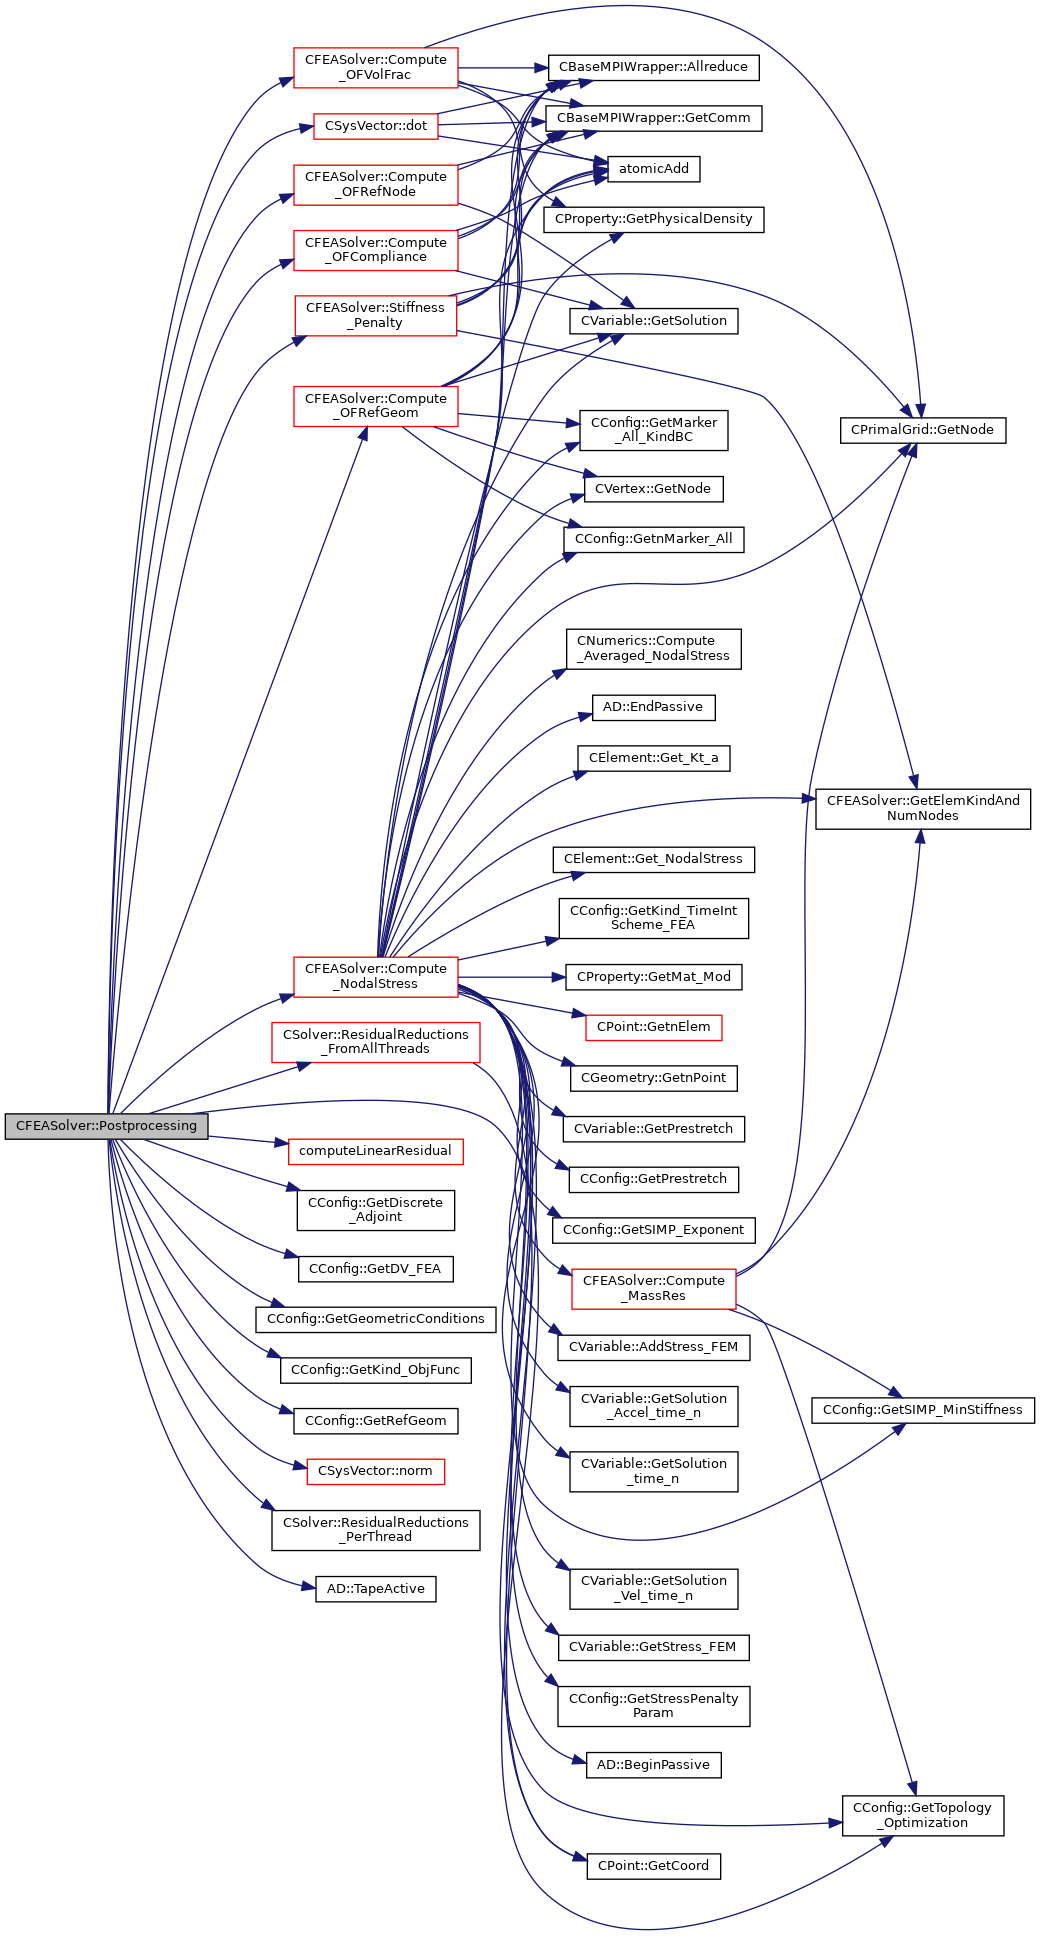 CFEASolver::Postprocessing
CFEASolver::Compute
_OFVolFrac
CSysVector::dot
CFEASolver::Compute
_OFRefNode
CFEASolver::Compute
_OFCompliance
CFEASolver::Stiffness
_Penalty
CFEASolver::Compute
_OFRefGeom
CFEASolver::Compute
_NodalStress
CSolver::ResidualReductions
_FromAllThreads
computeLinearResidual
CConfig::GetDiscrete
_Adjoint
CConfig::GetDV_FEA
CConfig::GetGeometricConditions
CConfig::GetKind_ObjFunc
CConfig::GetRefGeom
CSysVector::norm
CSolver::ResidualReductions
_PerThread
AD::TapeActive
CBaseMPIWrapper::Allreduce
CBaseMPIWrapper::GetComm
atomicAdd
CProperty::GetPhysicalDensity
CVariable::GetSolution
CConfig::GetMarker
_All_KindBC
CVertex::GetNode
CConfig::GetnMarker_All
CNumerics::Compute
_Averaged_NodalStress
AD::EndPassive
CElement::Get_Kt_a
CElement::Get_NodalStress
CConfig::GetKind_TimeInt
Scheme_FEA
CProperty::GetMat_Mod
CPoint::GetnElem
CGeometry::GetnPoint
CVariable::GetPrestretch
CConfig::GetPrestretch
CConfig::GetSIMP_Exponent
CFEASolver::Compute
_MassRes
CVariable::AddStress_FEM
CVariable::GetSolution
_Accel_time_n
CVariable::GetSolution
_time_n
CVariable::GetSolution
_Vel_time_n
CVariable::GetStress_FEM
CConfig::GetStressPenalty
Param
AD::BeginPassive
CPoint::GetCoord
CPrimalGrid::GetNode
CFEASolver::GetElemKindAnd
NumNodes
CConfig::GetSIMP_MinStiffness
CConfig::GetTopology
_Optimization